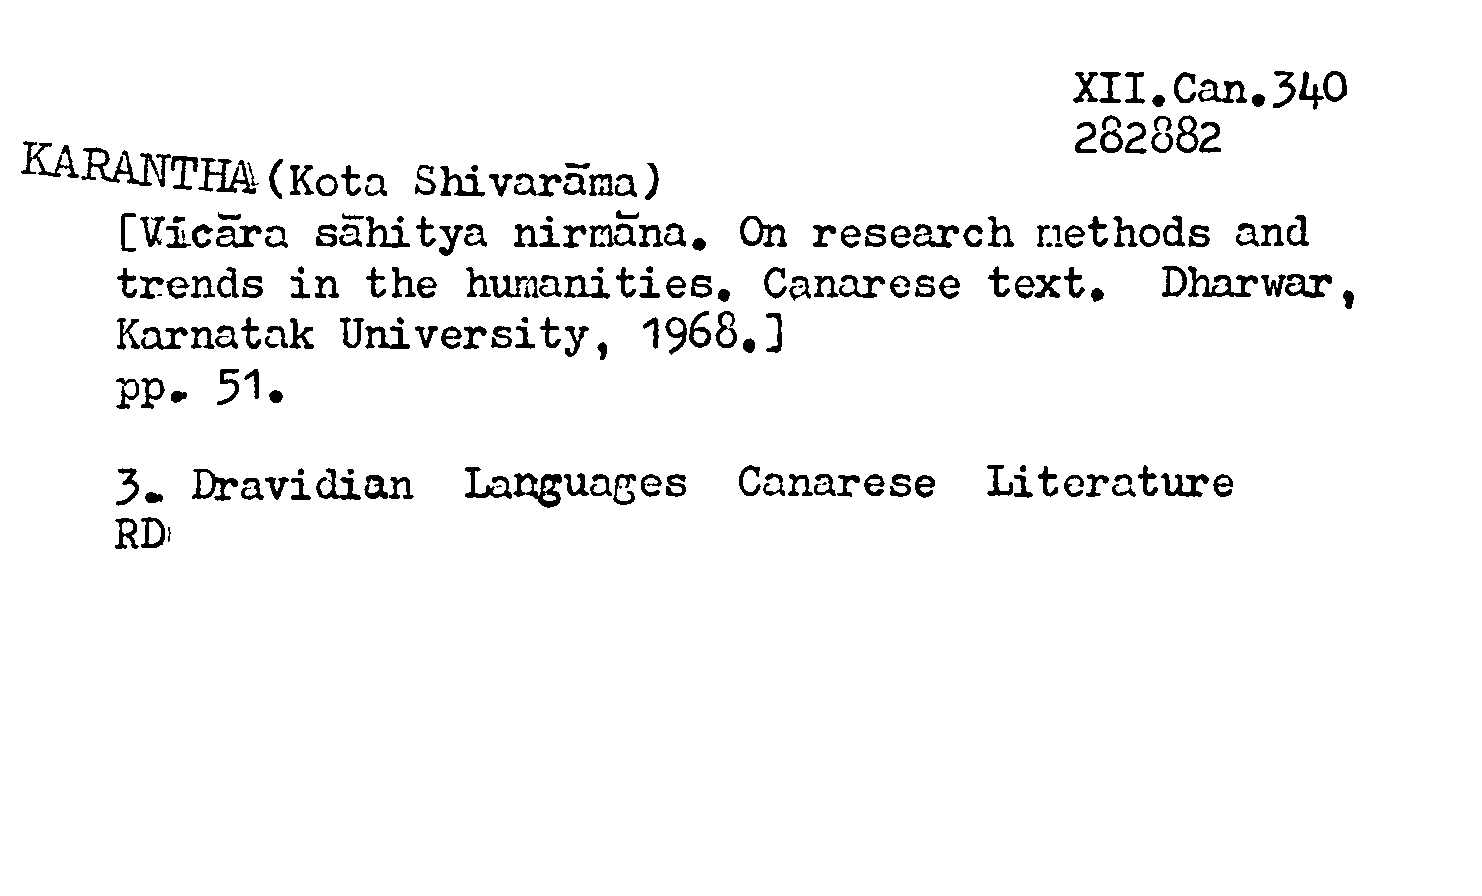 XII.Can.340
282882
KARANTHA (Kota Shivarāma)
[Vicāra sāhitya nirmāna. On research methods and
trends in the humanities. Canarese text. Dharwar,
Karnatak University, 1968.]
pp. 51.
3. Dravidian Languages Canarese Literature
RD